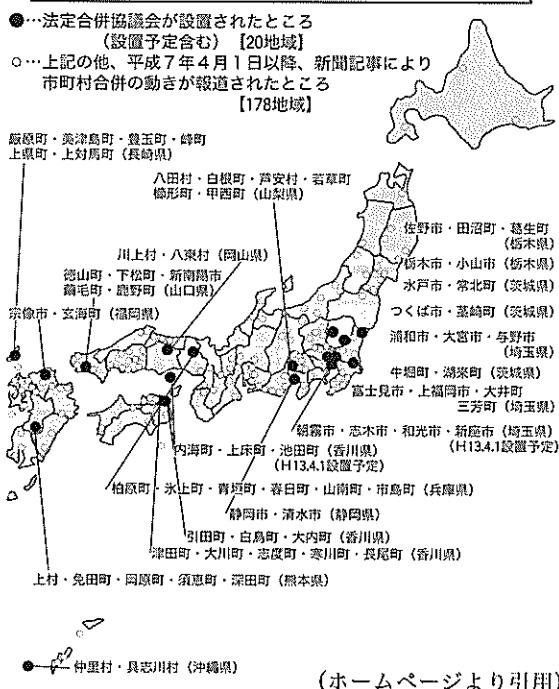 ●…法定合併協議会が設置されたところ
(設置予定含む)【20地域】
○…上記の他、平成7年4月1日以降、新聞記事により
市町村合併の動きが報道されたところ
【178地域】
厳原町・美津島町・豊玉町・峰町
上県町・上対馬町(長崎県)
八田村・白根町・芦安村・若草町
櫛形町・甲西町(山梨県)
佐野市・田沼町・葛生町
(栃木県)
川上村・八束村(岡山県)
栃木市・小山市(栃木県)
徳山町・下松町・新南陽市
鹿野町(山口県)
水戸市・常北町(茨城県)
宗像市・玄海町(福岡県)
つくば市・茎崎町(茨城県)
浦和市・大宮市・与野市
(埼玉県)
牛堀町・潮来町(茨城県)
富士見市・上福岡市・大井町
三芳町(埼玉県)
朝霧市・志木市・和光市・新座市(埼玉県)
(H13.4.1設置予定)
内海町・上床町・池田町(香川県)
(H13.4.1設置予定)
柏原町・氷上町・青垣町・春日町・山南町・市島町(兵庫県)
静岡市・清水市(静岡県)
引田町・白鳥町・大内町(香川県)
津田町・大川町・志度町・寒川町・長尾町(香川県)
上村・免田町・岡原町・須恵町・深田町(熊本県)
仲里村・具志川村(沖縄県)
(ホームページより引用)